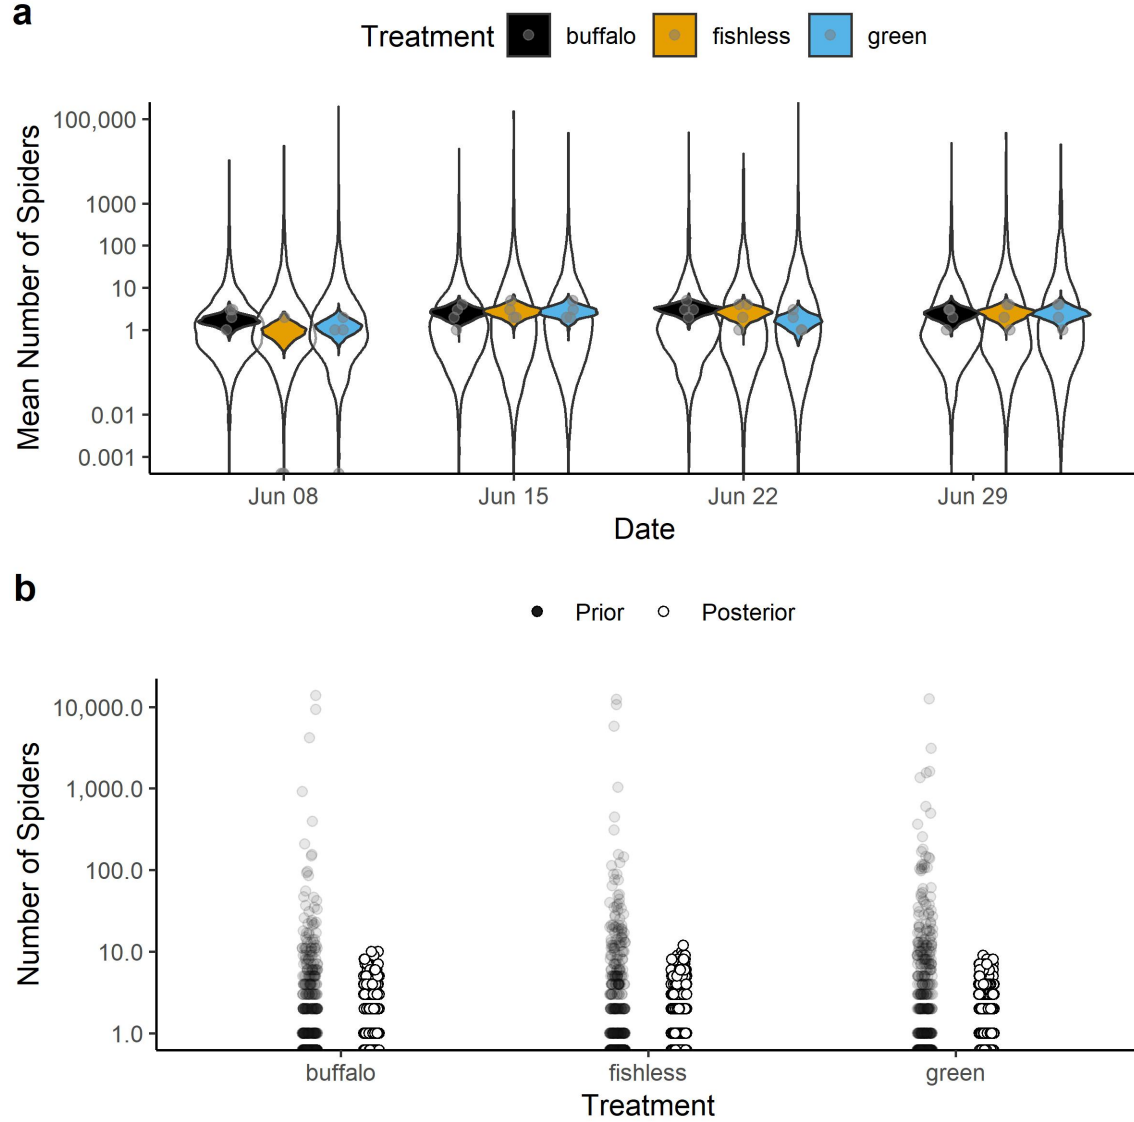 a
Treatment buffalo fishless green
Mean Number of Spiders
100,000
1000
100
10
1
0.01
0.001
Jun 08 Jun 15 Jun 22 Jun 29
Date
b
Prior Posterior
Number of Spiders
10,000.0
1,000.0
100.0
10.0
1.0
buffalo fishless green
Treatment